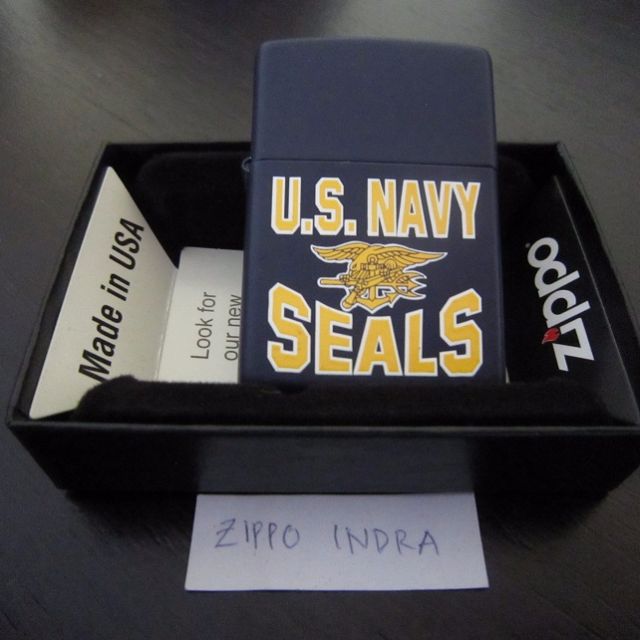 U.S. NAVY
SEALS
Made in USA
Look for
our new
Zippo
ZIPPO INDRA